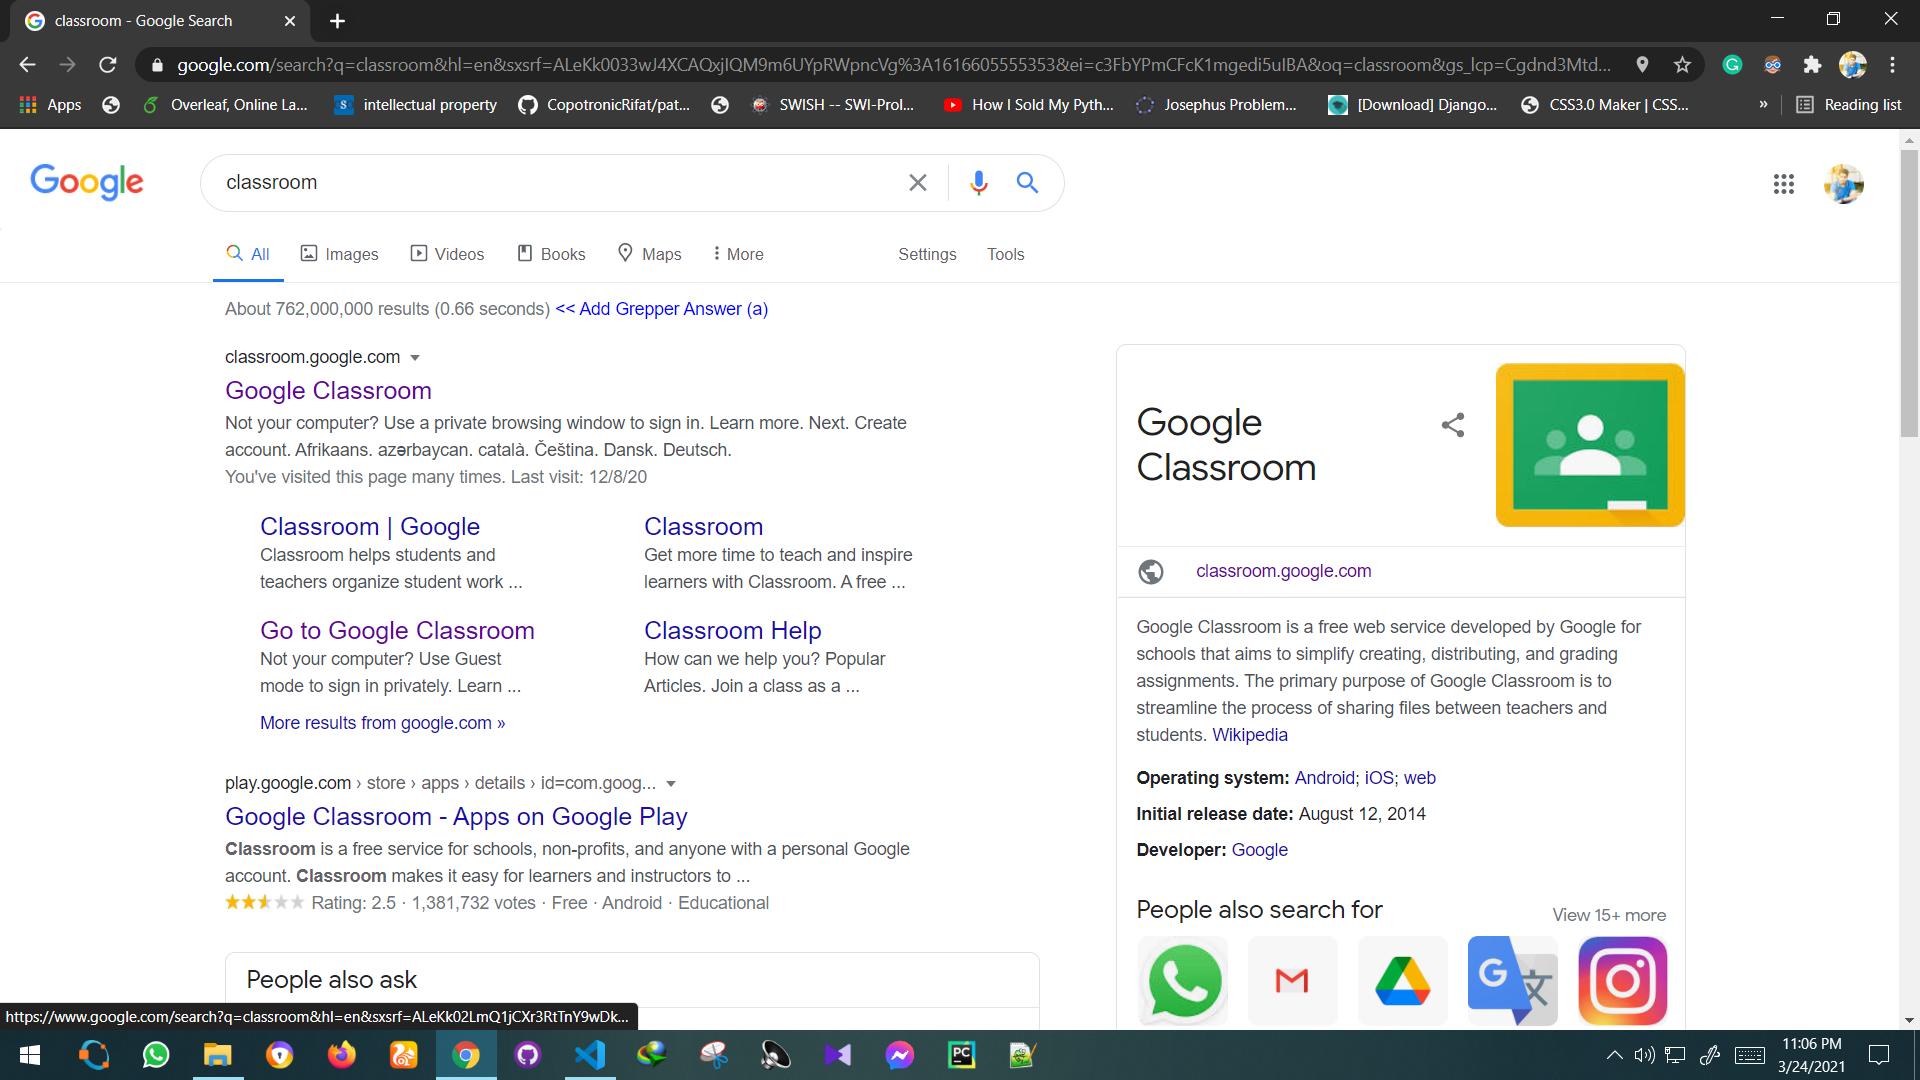 classroom - Google Search
google.com/search?q=classroom&hl=en&sxsrf=ALeKk0033wJ4XCAQxjIQM9m6UYpRWpncVg%3A1616605555353&ei=c3FbYPmCFcK1mgedi5uIBA&oq=classroom&gs_lcp=Cgdnd3Mtd...
Apps Overleaf, Online La... intellectual property CopotronicRifat/pat... SWISH -- SWI-Prol... How I Sold My Pyth... Josephus Problem... [Download] Django... CSS3.0 Maker | CSS... » Reading list
Google
classroom
All Images Videos Books Maps More Settings Tools
About 762,000,000 results (0.66 seconds) << Add Grepper Answer (a)
classroom.google.com
Google Classroom
Not your computer? Use a private browsing window to sign in. Learn more. Next. Create
account. Afrikaans. azərbaycan. català. Čeština. Dansk. Deutsch.
You've visited this page many times. Last visit: 12/8/20
Classroom | Google
Classroom helps students and
teachers organize student work ...
Classroom
Get more time to teach and inspire
learners with Classroom. A free ...
Go to Google Classroom
Not your computer? Use Guest
mode to sign in privately. Learn ...
Classroom Help
How can we help you? Popular
Articles. Join a class as a ...
More results from google.com »
play.google.com › store › apps › details › id=com.goog...
Google Classroom - Apps on Google Play
Classroom is a free service for schools, non-profits, and anyone with a personal Google
account. Classroom makes it easy for learners and instructors to ...
Rating: 2.5 · 1,381,732 votes · Free · Android · Educational
People also ask
Google
Classroom
classroom.google.com
Google Classroom is a free web service developed by Google for
schools that aims to simplify creating, distributing, and grading
assignments. The primary purpose of Google Classroom is to
streamline the process of sharing files between teachers and
students. Wikipedia
Operating system: Android; iOS; web
Initial release date: August 12, 2014
Developer: Google
People also search for
View 15+ more
https://www.google.com/search?q=classroom&hl=en&sxsrf=ALeKk02LmQ1jCXr3RtTnY9wDk...
11:06 PM
3/24/2021